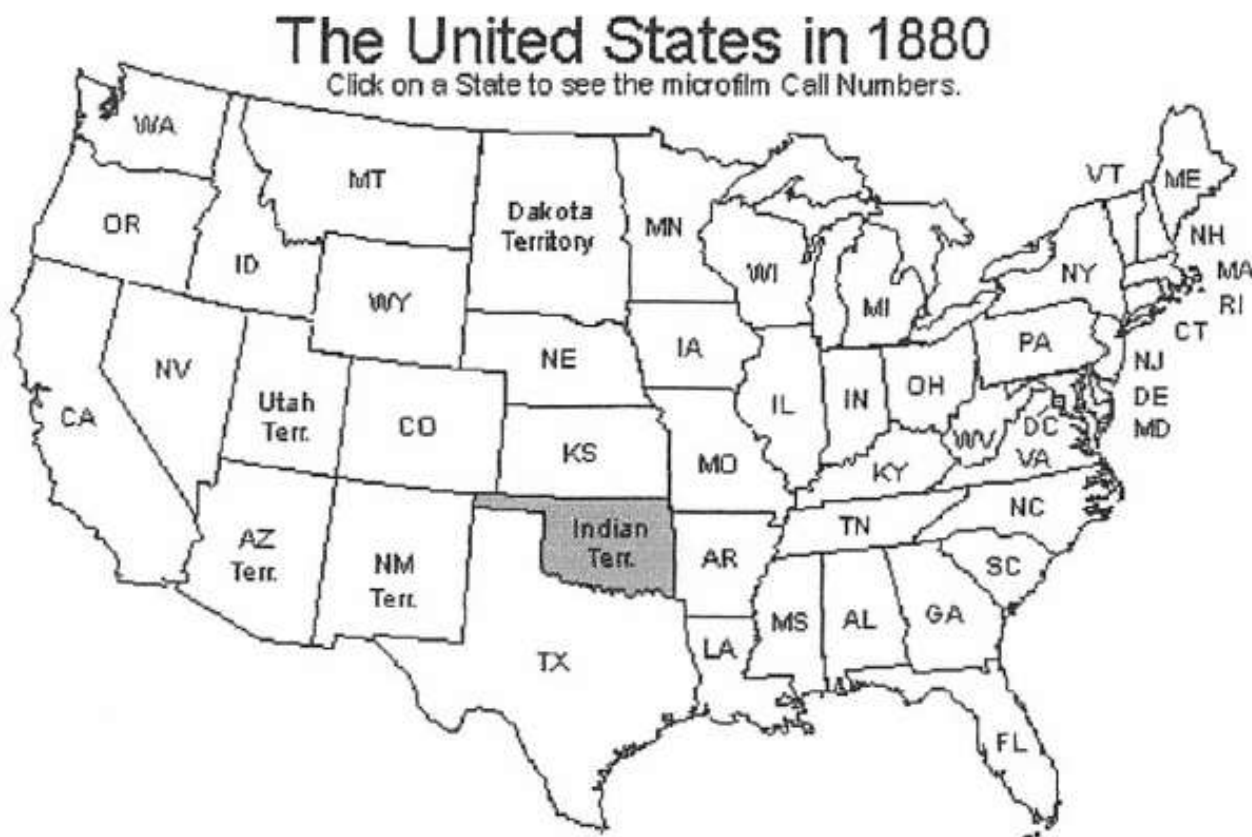 The United States in 1880
Click on a State to see the microfilm Call Numbers.
WA
MT
Dakota
Territory
MN
VT
ME
OR
ID
WY
WI
MI
NY
NH
MA
RI
CT
NV
NE
IA
PA
NJ
CA
Utah
Terr.
CO
KS
MO
IL
IN
OH
WV
DC
DE
MD
KY
VA
AZ
Terr.
NM
Terr.
Indian
Terr.
AR
TN
NC
SC
TX
LA
MS
AL
GA
FL